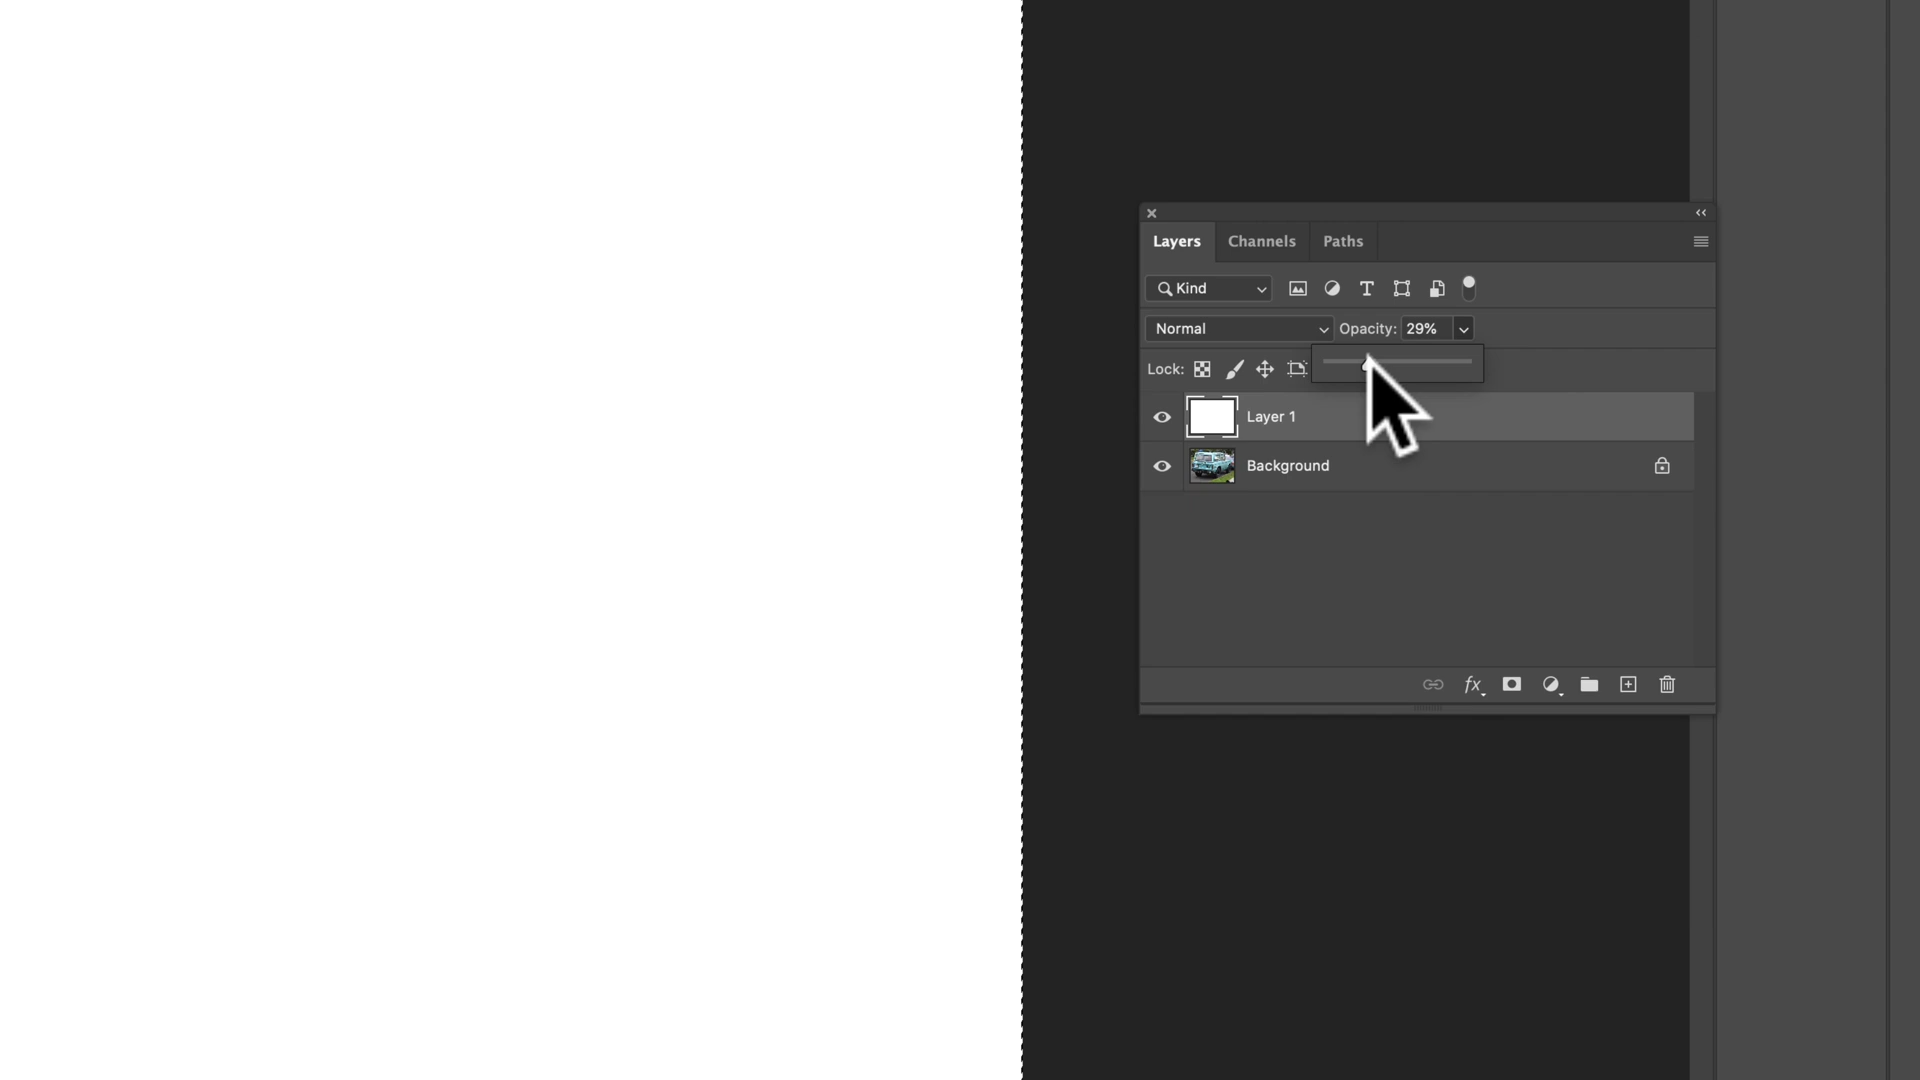 Layers Channels Paths
Kind
Normal Opacity: 29%
Lock:
Layer 1
Background
fx